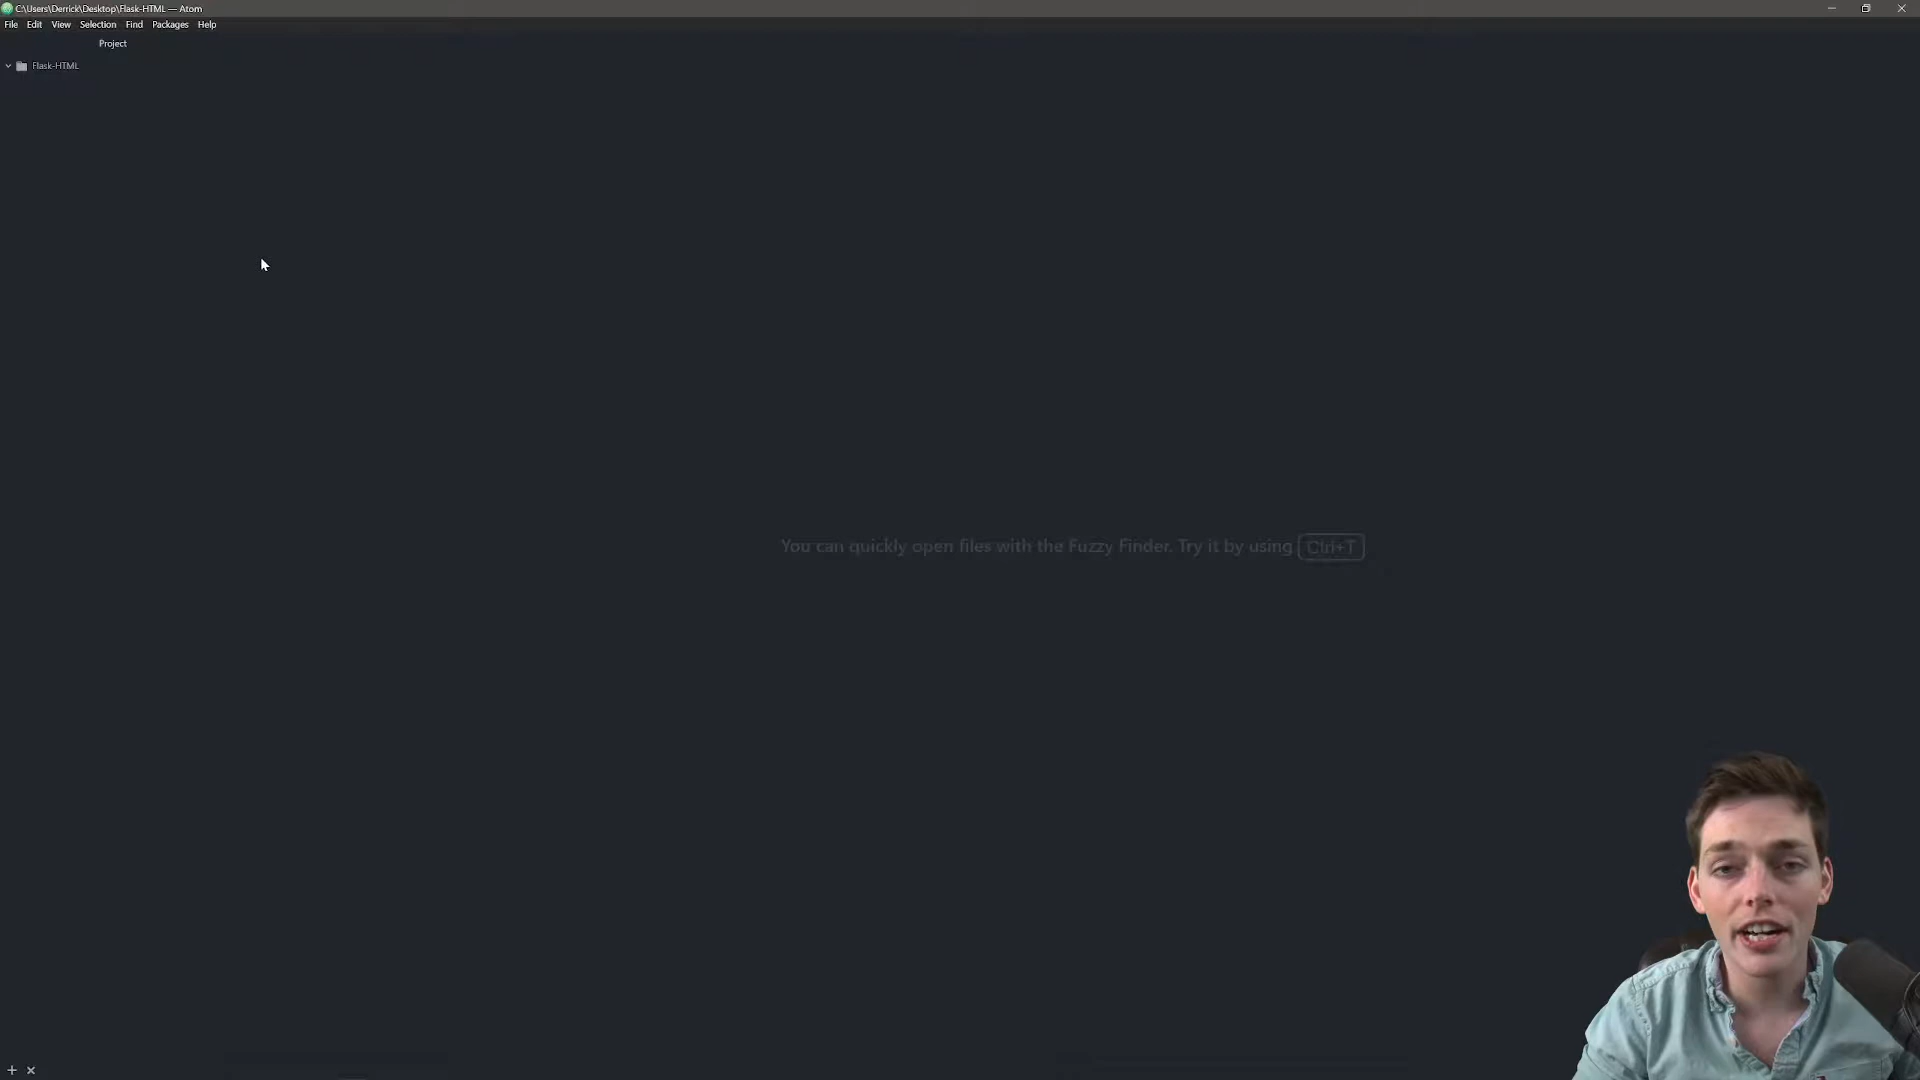 C:\Users\Derrick\Desktop\Flask-HTML — Atom
File Edit View Selection Find Packages Help
Project
Flask-HTML
You can quickly open files with the Fuzzy Finder. Try it by using Ctrl+T